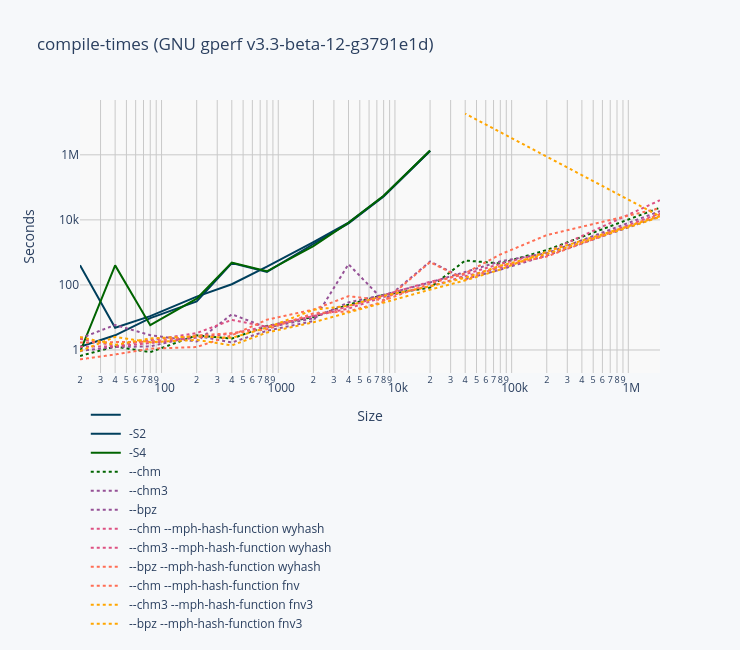 compile-times (GNU gperf v3.3-beta-12-g3791e1d)
1M
10k
100
1
Seconds
2 3 4 5 6 7 8 9 100 2 3 4 5 6 7 8 9 1000 2 3 4 5 6 7 8 9 10k 2 3 4 5 6 7 8 9 100k 2 3 4 5 6 7 8 9 1M
Size
-S2
-S4
--chm
--chm3
--bpz
--chm --mph-hash-function wyhash
--chm3 --mph-hash-function wyhash
--bpz --mph-hash-function wyhash
--chm --mph-hash-function fnv
--chm3 --mph-hash-function fnv3
--bpz --mph-hash-function fnv3